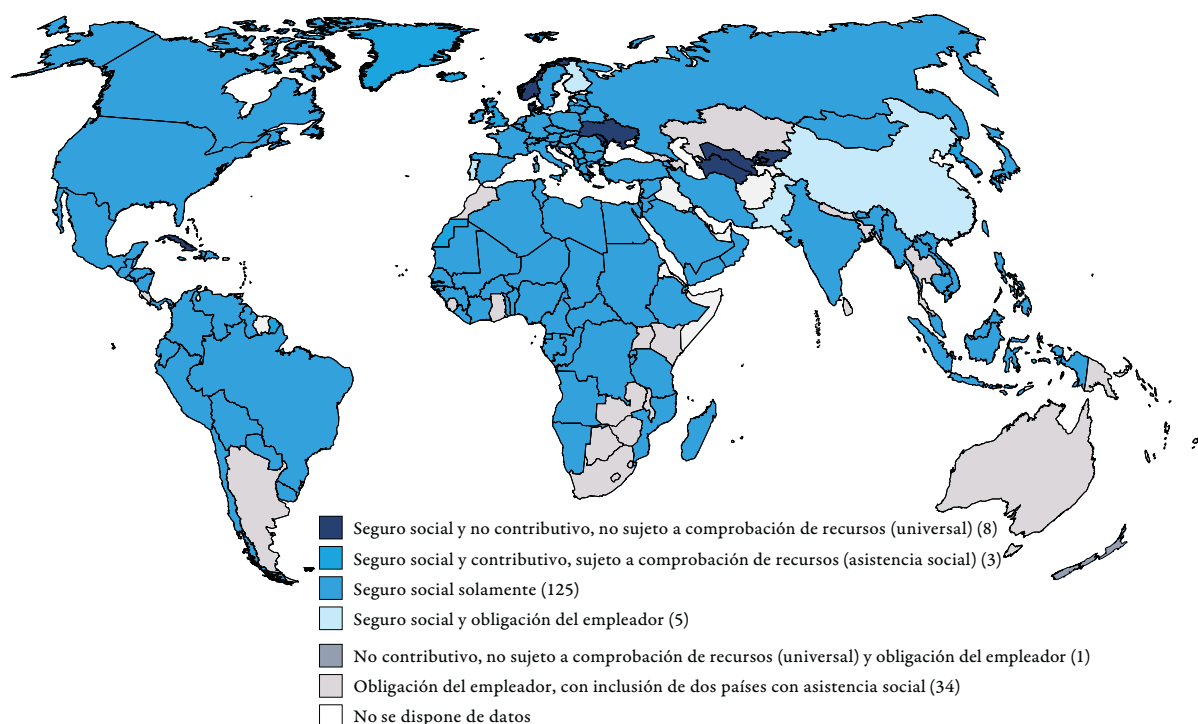 Seguro social y no contributivo, no sujeto a comprobación de recursos (universal) (8)
Seguro social y contributivo, sujeto a comprobación de recursos (asistencia social) (3)
Seguro social solamente (125)
Seguro social y obligación del empleador (5)
No contributivo, no sujeto a comprobación de recursos (universal) y obligación del empleador (1)
Obligación del empleador, con inclusión de dos países con asistencia social (34)
No se dispone de datos